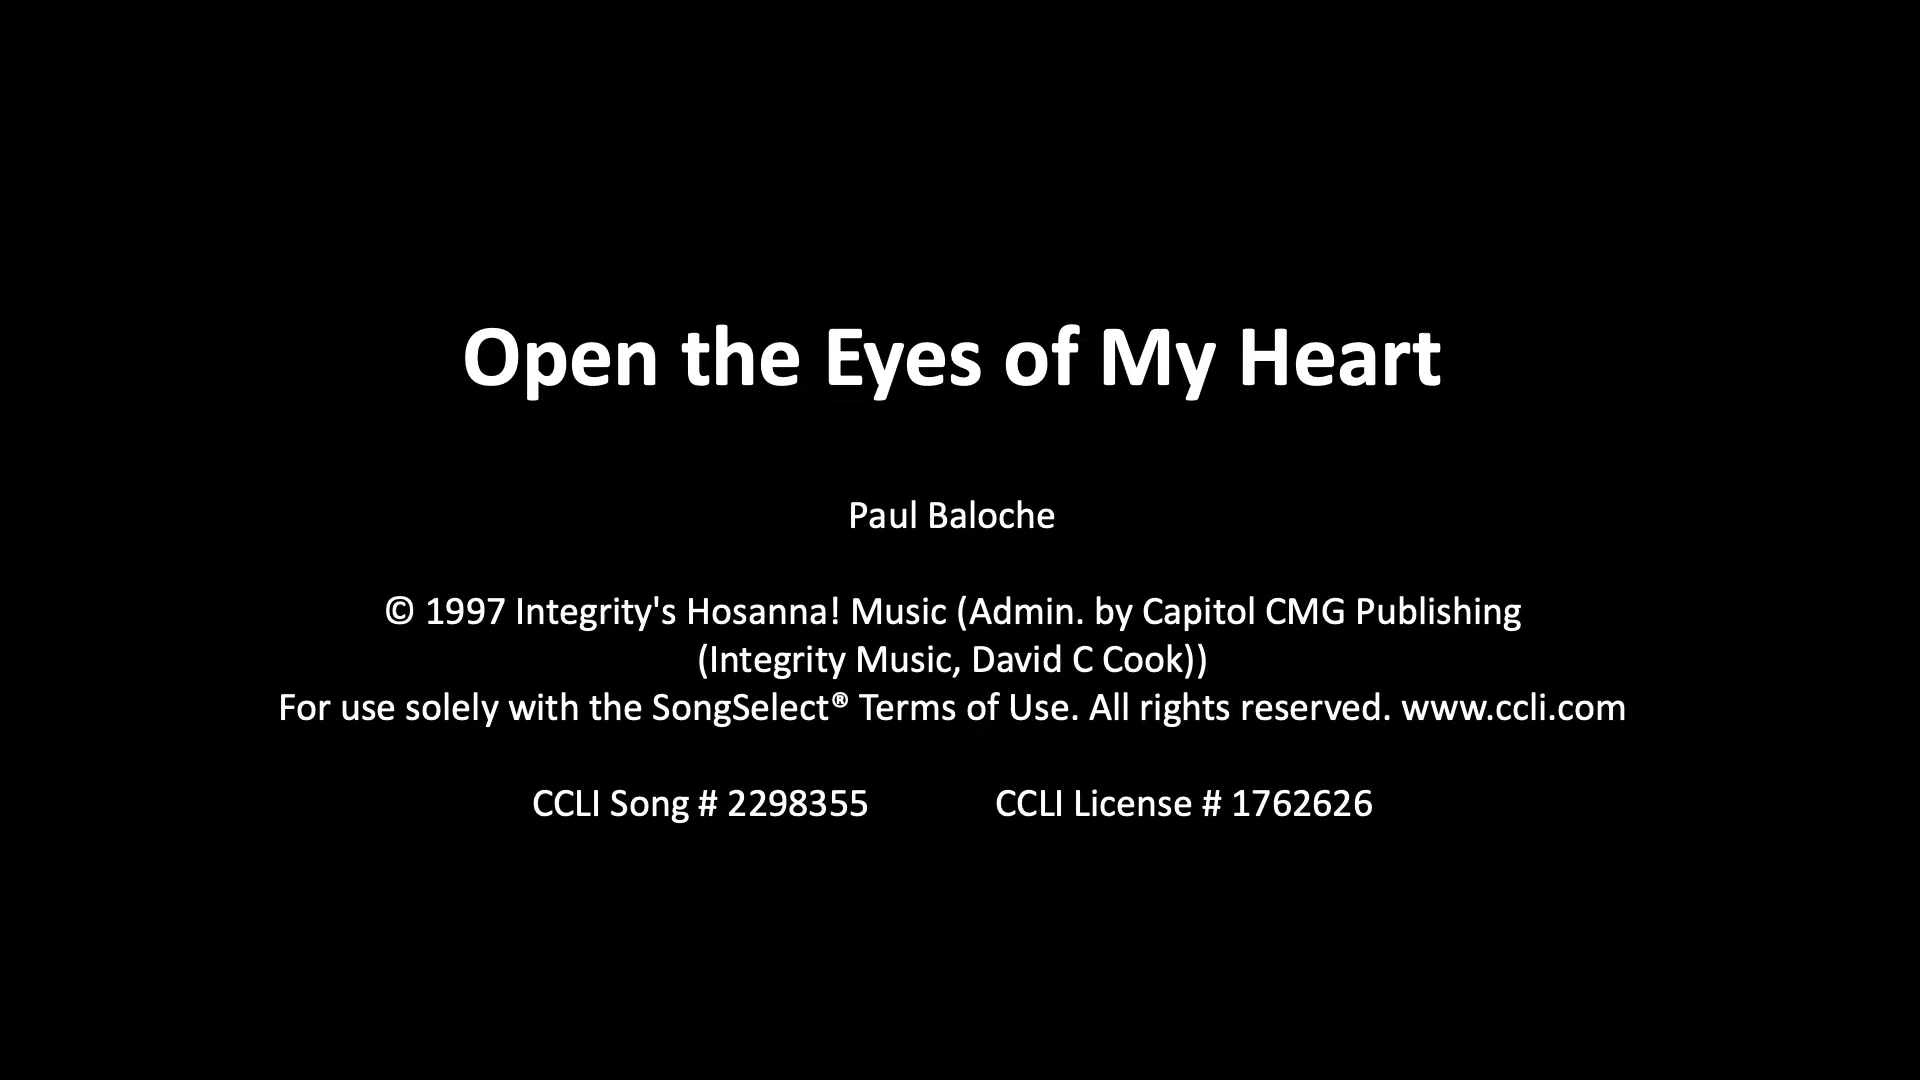 Open the Eyes of My Heart
Paul Baloche
© 1997 Integrity's Hosanna! Music (Admin. by Capitol CMG Publishing
(Integrity Music, David C Cook))
For use solely with the SongSelect® Terms of Use. All rights reserved. www.ccli.com
CCLI Song # 2298355 CCLI License # 1762626